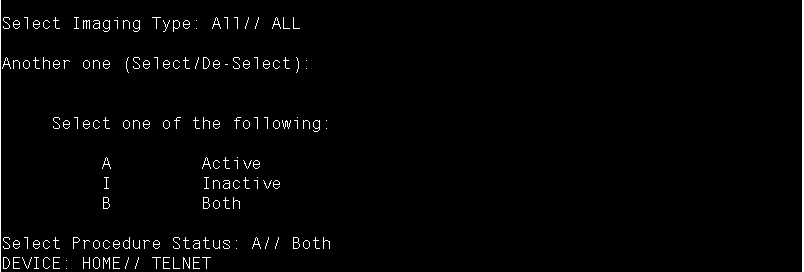 Select Imaging Type: All// ALL
Another one (Select/De-Select):
Select one of the following:
A Active
I Inactive
B Both
Select Procedure Status: A// Both
DEVICE: HOME// TELNET